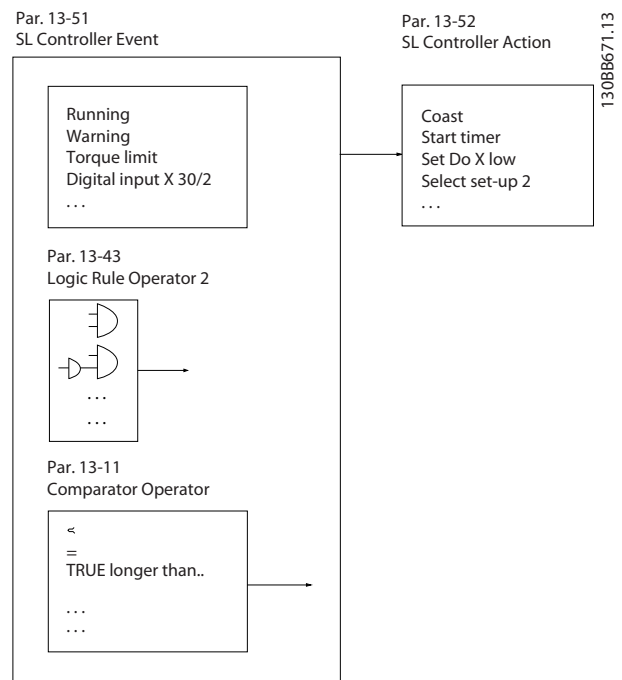 Par. 13-51
SL Controller Event
Par. 13-52
SL Controller Action
130BB671.13
Running
Warning
Torque limit
Digital input X 30/2
. . .
Coast
Start timer
Set Do X low
Select set-up 2
. . .
Par. 13-43
Logic Rule Operator 2
. . .
. . .
Par. 13-11
Comparator Operator
=
TRUE longer than..
. . .
. . .